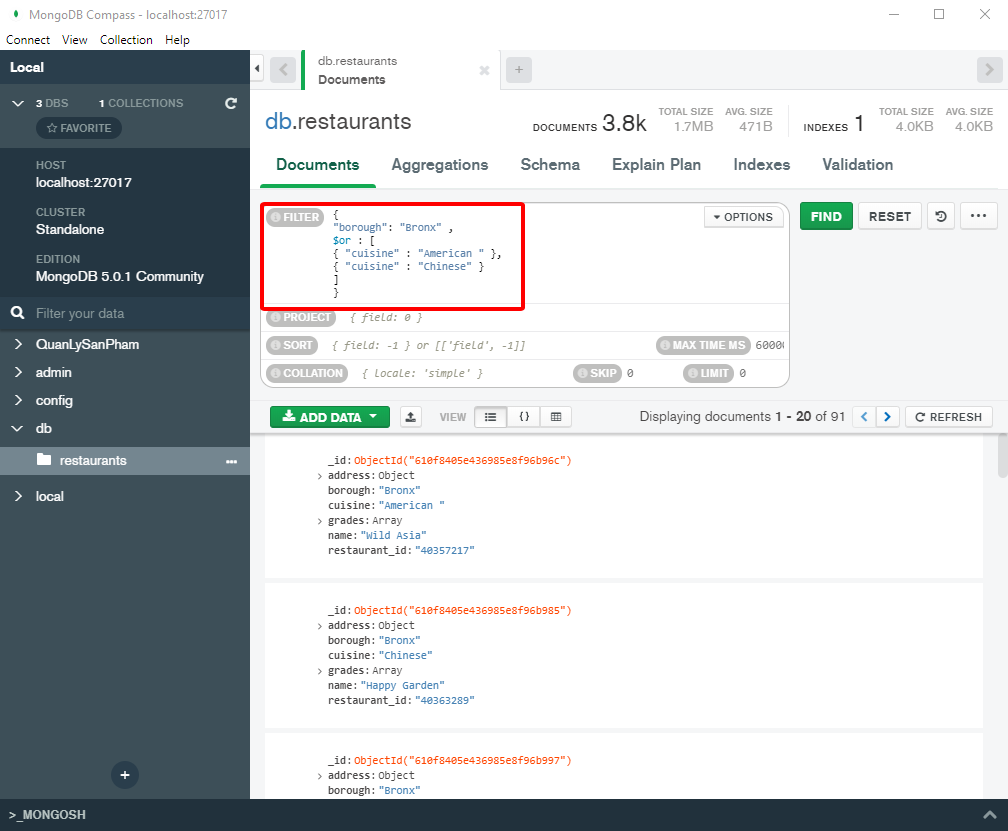 MongoDB Compass - localhost:27017
Connect View Collection Help
Local
3 DBS 1 COLLECTIONS
FAVORITE
HOST
localhost:27017
CLUSTER
Standalone
EDITION
MongoDB 5.0.1 Community
Filter your data
QuanLySanPham
admin
config
db
restaurants
local
>_MONGOSH
db.restaurants
Documents
db.restaurants
DOCUMENTS 3.8k
TOTAL SIZE 1.7MB
AVG. SIZE 471B
INDEXES 1
TOTAL SIZE 4.0KB
AVG. SIZE 4.0KB
Documents Aggregations Schema Explain Plan Indexes Validation
FILTER {
"borough": "Bronx" ,
$or : [
{ "cuisine" : "American " },
{ "cuisine" : "Chinese" }
]
}
OPTIONS
FIND RESET
PROJECT { field: 0 }
SORT { field: -1 } or [['field', -1]] MAX TIME MS 60000
COLLATION { locale: 'simple' } SKIP 0 LIMIT 0
ADD DATA VIEW {} Displaying documents 1 - 20 of 91 REFRESH
_id: ObjectId("610f8405e436985e8f96b96c")
address: Object
borough: "Bronx"
cuisine: "American "
grades: Array
name: "Wild Asia"
restaurant_id: "40357217"
_id: ObjectId("610f8405e436985e8f96b985")
address: Object
borough: "Bronx"
cuisine: "Chinese"
grades: Array
name: "Happy Garden"
restaurant_id: "40363289"
_id: ObjectId("610f8405e436985e8f96b997")
address: Object
borough: "Bronx"